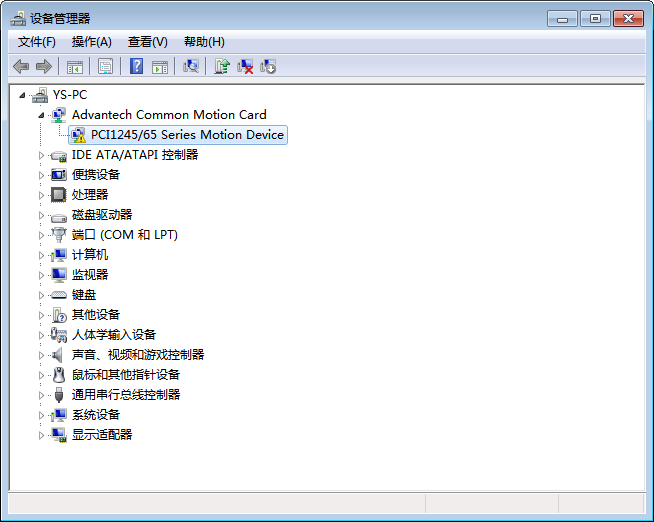 设备管理器
文件(F) 操作(A) 查看(V) 帮助(H)
YS-PC
Advantech Common Motion Card
PCI1245/65 Series Motion Device
IDE ATA/ATAPI 控制器
便携设备
处理器
磁盘驱动器
端口 (COM 和 LPT)
计算机
监视器
键盘
其他设备
人体学输入设备
声音、视频和游戏控制器
鼠标和其他指针设备
通用串行总线控制器
系统设备
显示适配器